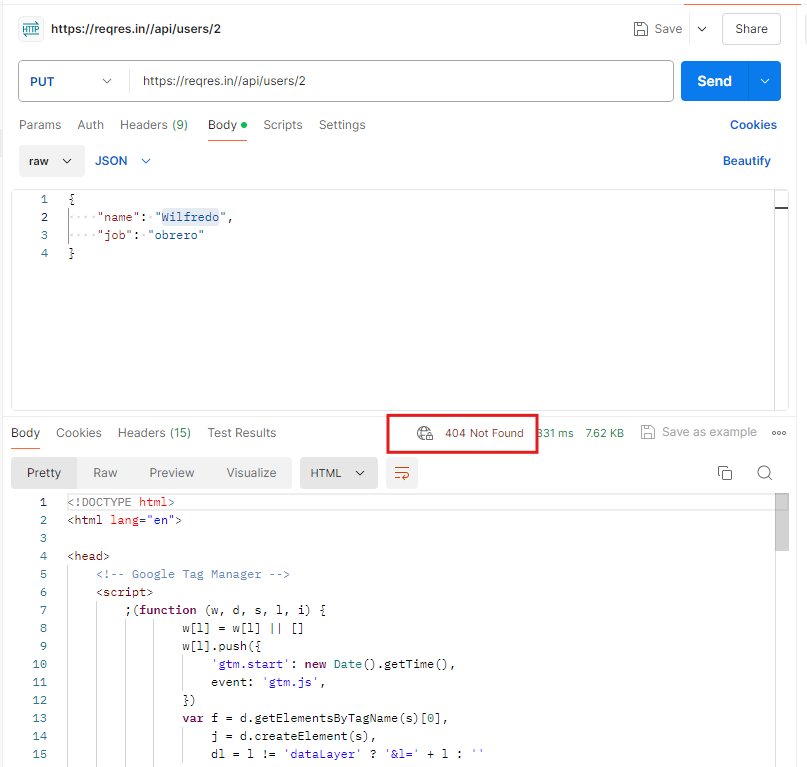 HTTP https://reqres.in//api/users/2 Save Share
PUT https://reqres.in//api/users/2 Send
Params Auth Headers (9) Body Scripts Settings Cookies
raw JSON Beautify
1 {
2 "name": "Wilfredo",
3 "job": "obrero"
4 }
Body Cookies Headers (15) Test Results 404 Not Found 331 ms 7.62 KB Save as example
Pretty Raw Preview Visualize HTML
1 <!DOCTYPE html>
2 <html lang="en">
3
4 <head>
5 <!-- Google Tag Manager -->
6 <script>
7 ;(function (w, d, s, l, i) {
8 w[l] = w[l] || []
9 w[l].push({
10 'gtm.start': new Date().getTime(),
11 event: 'gtm.js',
12 })
13 var f = d.getElementsByTagName(s)[0],
14 j = d.createElement(s),
15 dl = l != 'dataLayer' ? '&l=' + l : ''